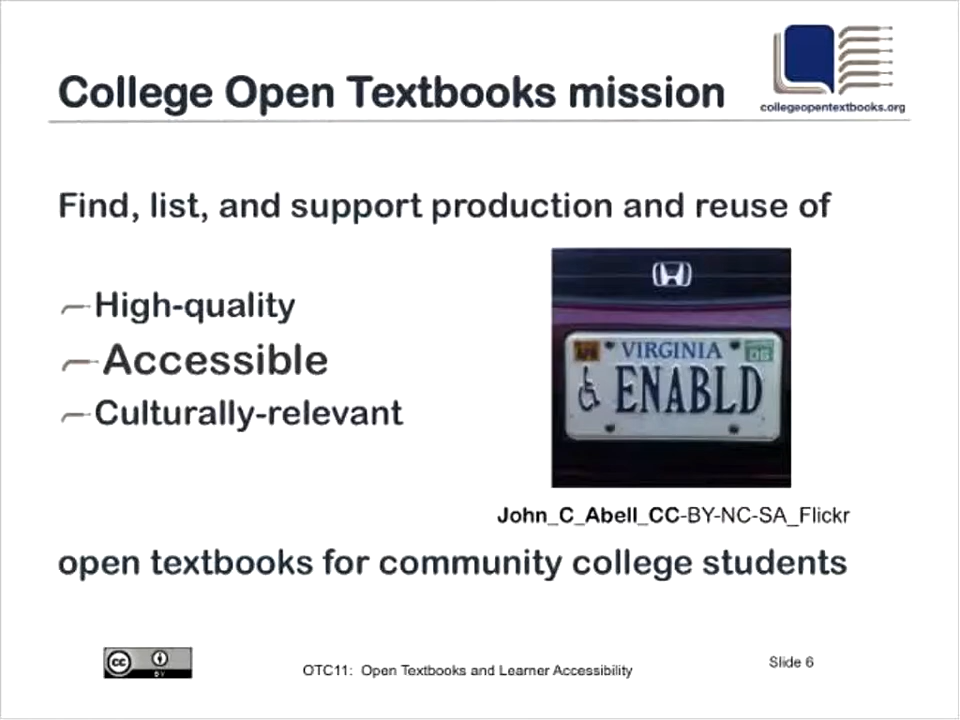 College Open Textbooks mission
collegeopentextbooks.org
Find, list, and support production and reuse of
High-quality
Accessible
Culturally-relevant
VIRGINIA
ENABLD
John_C_Abell_CC-BY-NC-SA_Flickr
open textbooks for community college students
cc
BY
OTC11: Open Textbooks and Learner Accessibility
Slide 6